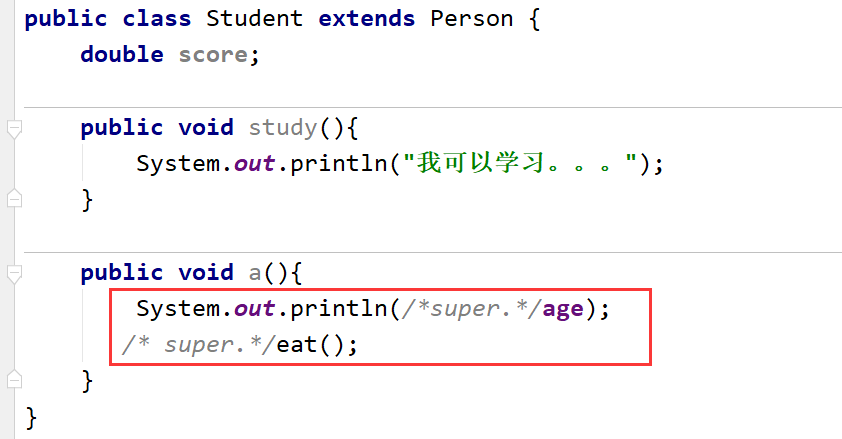 public class Student extends Person {
double score;
public void study(){
System.out.println("我可以学习。。。");
}
public void a(){
System.out.println(/*super.*/age);
/* super.*/eat();
}
}